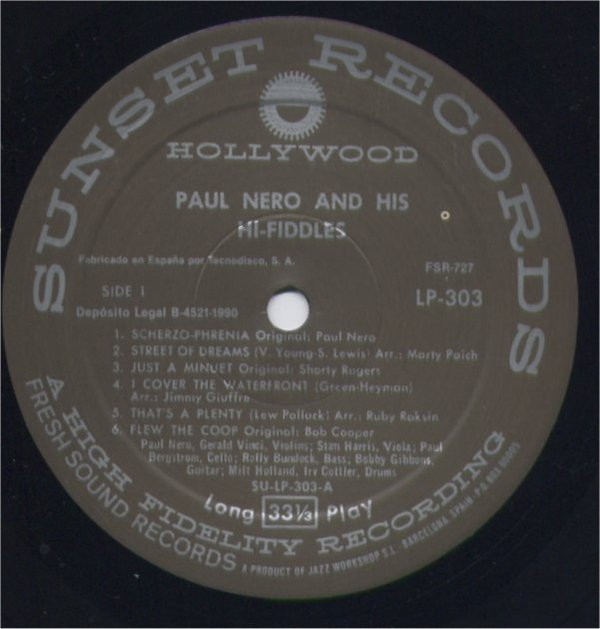 SUNSET RECORDS
HOLLYWOOD
PAUL NERO AND HIS
HI-FIDDLES
Fabricado en España por Tecnodisco, S. A.
FSR-727
SIDE 1
LP-303
Depósito Legal B-4521-1990
1. SCHERZO-PHRENIA Original: Paul Nero
2. STREET OF DREAMS (V. Young-S. Lewis) Arr.: Marty Paich
3. JUST A MINUET Original: Shorty Rogers
4. I COVER THE WATERFRONT (Green-Heyman)
Arr.: Jimmy Giuffre
5. THAT'S A PLENTY (Lew Pollack) Arr.: Ruby Raksin
6. FLEW THE COOP Original: Bob Cooper
Paul Nero, Gerald Vinci, Violins; Stan Harris, Viola; Paul
Bergstrom, Cello; Rolly Bundock, Bass; Bobby Gibbons,
Guitar; Milt Holland, Irv Cottler, Drums
SU-LP-303-A
Long 33⅓ Play
A HIGH FIDELITY RECORDING
FRESH SOUND RECORDS
A PRODUCT OF JAZZ WORKSHOP S.L. - BARCELONA, SPAIN - P.O. BOX